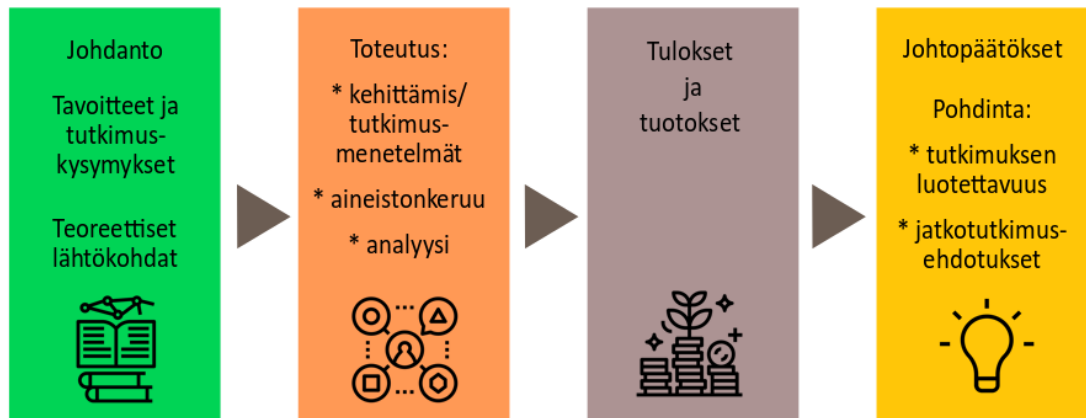 Johdanto
Tavoitteet ja
tutkimus-
kysymykset
Teoreettiset
lähtökohdat
Toteutus:
* kehittämis/
tutkimus-
menetelmät
* aineistonkeruu
* analyysi
Tulokset
ja
tuotokset
Johtopäätökset
Pohdinta:
* tutkimuksen
luotettavuus
* jatkotutkimus-
ehdotukset